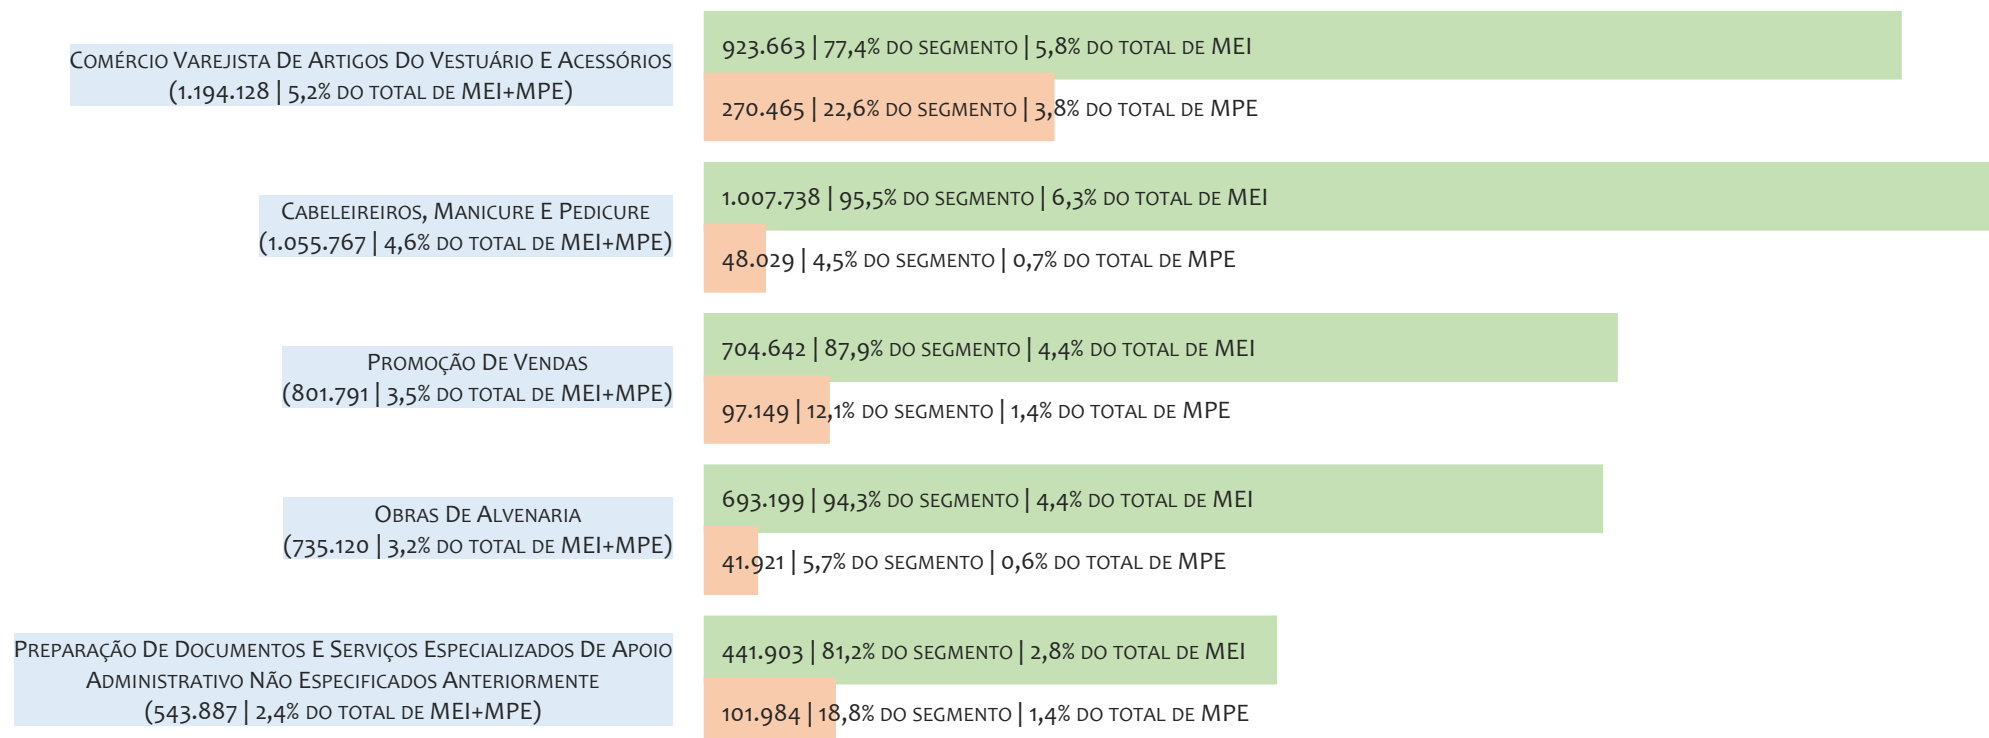 Comércio Varejista De Artigos Do Vestuário E Acessórios
(1.194.128 | 5,2% do total de MEI+MPE)
923.663 | 77,4% do segmento | 5,8% do total de MEI
270.465 | 22,6% do segmento | 3,8% do total de MPE
Cabeleireiros, Manicure E Pedicure
(1.055.767 | 4,6% do total de MEI+MPE)
1.007.738 | 95,5% do segmento | 6,3% do total de MEI
48.029 | 4,5% do segmento | 0,7% do total de MPE
Promoção De Vendas
(801.791 | 3,5% do total de MEI+MPE)
704.642 | 87,9% do segmento | 4,4% do total de MEI
97.149 | 12,1% do segmento | 1,4% do total de MPE
Obras De Alvenaria
(735.120 | 3,2% do total de MEI+MPE)
693.199 | 94,3% do segmento | 4,4% do total de MEI
41.921 | 5,7% do segmento | 0,6% do total de MPE
Preparação De Documentos E Serviços Especializados De Apoio
Administrativo Não Especificados Anteriormente
(543.887 | 2,4% do total de MEI+MPE)
441.903 | 81,2% do segmento | 2,8% do total de MEI
101.984 | 18,8% do segmento | 1,4% do total de MPE